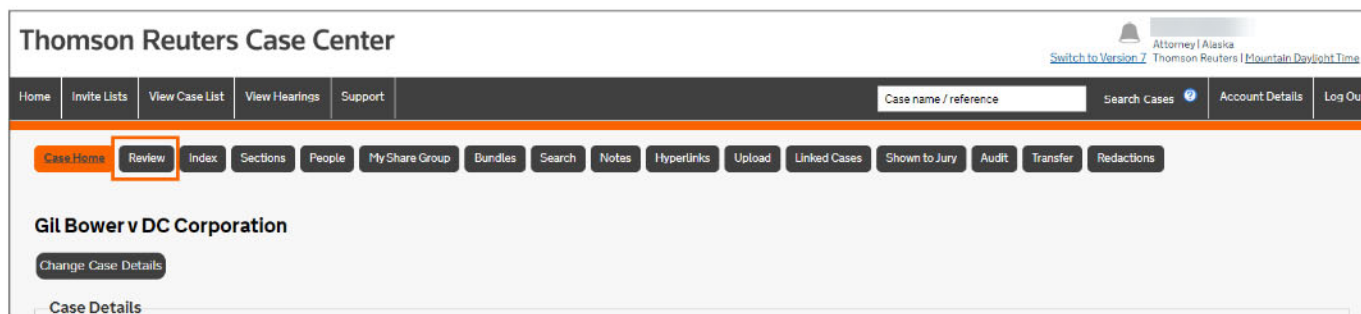 Thomson Reuters Case Center
Attorney | Alaska
Switch to Version 7 Thomson Reuters | Mountain Daylight Time
Home Invite Lists View Case List View Hearings Support Case name / reference Search Cases ? Account Details Log Ou
Case Home Review Index Sections People My Share Group Bundles Search Notes Hyperlinks Upload Linked Cases Shown to Jury Audit Transfer Redactions
Gil Bower v DC Corporation
Change Case Details
Case Details